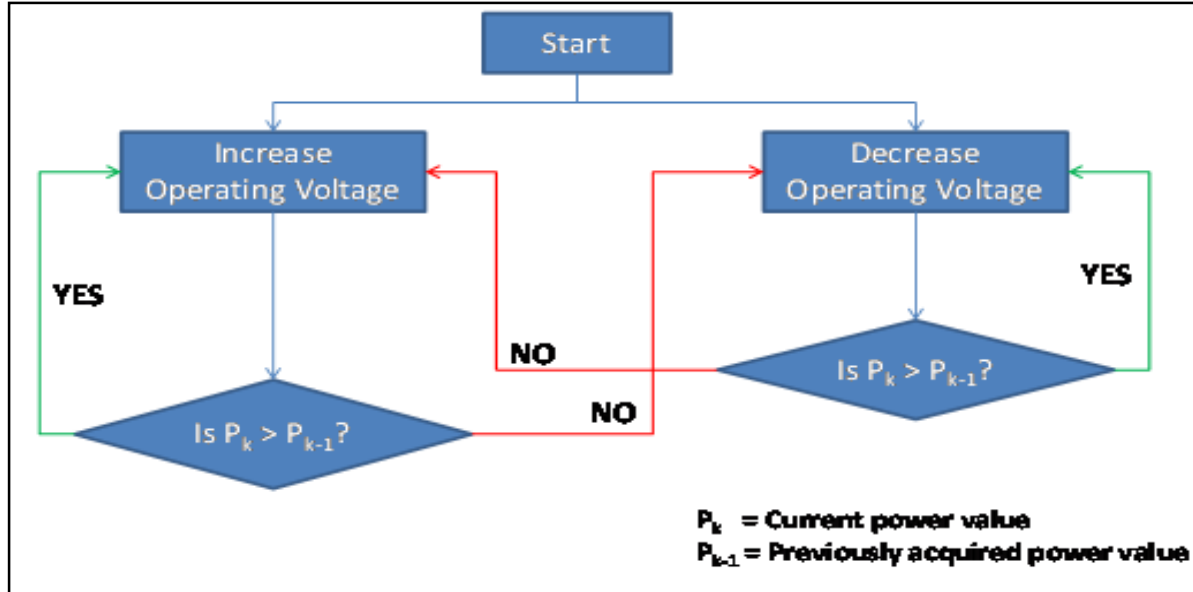 Start
Increase
Operating Voltage
Decrease
Operating Voltage
YES
YES
NO
Is Pk > Pk-1?
NO
Is Pk > Pk-1?
Pk = Current power value
Pk-1 = Previously acquired power value